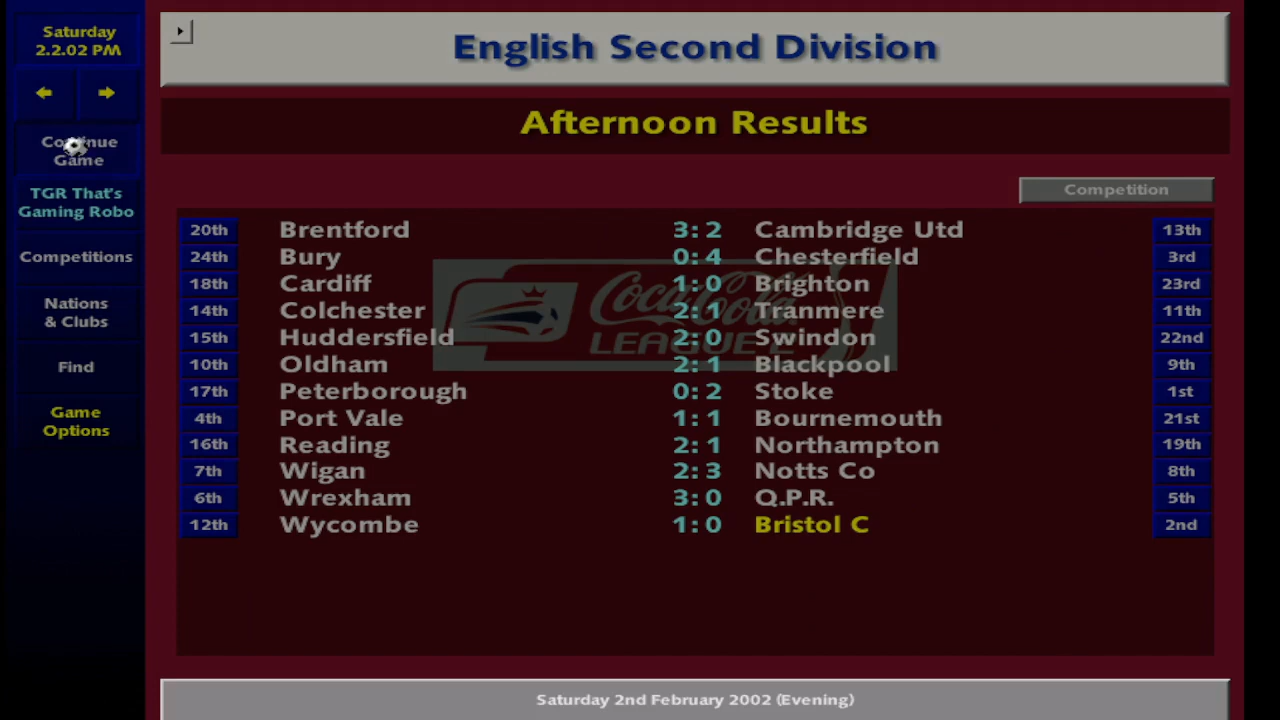 Saturday
2.2.02 PM
English Second Division
Afternoon Results
Continue
Game
TGR That's
Gaming Robo
Competitions
Nations
& Clubs
Find
Game
Options
Competition
20th Brentford 3:2 Cambridge Utd 13th
24th Bury 0:4 Chesterfield 3rd
18th Cardiff 1:0 Brighton 23rd
14th Colchester 2:1 Tranmere 11th
15th Huddersfield 2:0 Swindon 22nd
10th Oldham 2:1 Blackpool 9th
17th Peterborough 0:2 Stoke 1st
4th Port Vale 1:1 Bournemouth 21st
16th Reading 2:1 Northampton 19th
7th Wigan 2:3 Notts Co 8th
6th Wrexham 3:0 Q.P.R. 5th
12th Wycombe 1:0 Bristol C 2nd
Coca-Cola
LEAGUE 2
Saturday 2nd February 2002 (Evening)